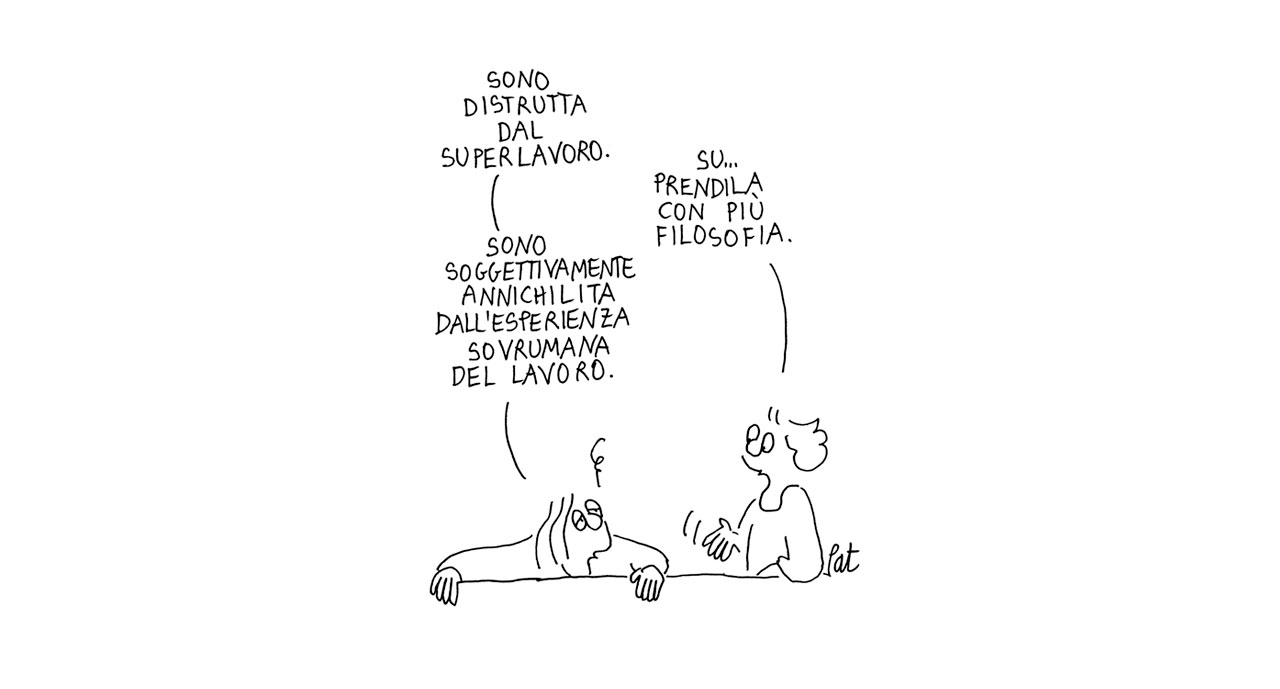 SONO
DISTRUTTA
DAL
SUPERLAVORO.
SU...
PRENDILA
CON PIÙ
FILOSOFIA.
SONO
SOGGETTIVAMENTE
ANNICHILITA
DALL'ESPERIENZA
SOVRUMANA
DEL LAVORO.
Pat